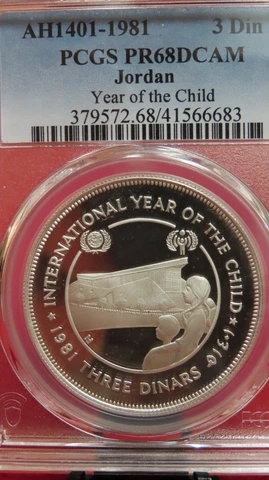 AH1401-1981 3 Din
PCGS PR68DCAM
Jordan
Year of the Child
379572.68/41566683
INTERNATIONAL YEAR OF THE CHILD
1981 THREE DINARS ١٤٠١